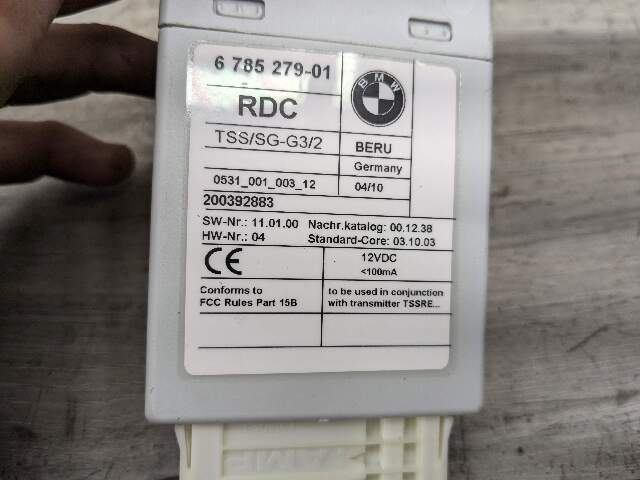 6 785 279-01
BMW
RDC
TSS/SG-G3/2
BERU
Germany
0531_001_003_12
04/10
200392883
SW-Nr.: 11.01.00 Nachr.katalog: 00.12.38
HW-Nr.: 04 Standard-Core: 03.10.03
CE
12VDC
<100mA
Conforms to
FCC Rules Part 15B
to be used in conjunction
with transmitter TSSRE...